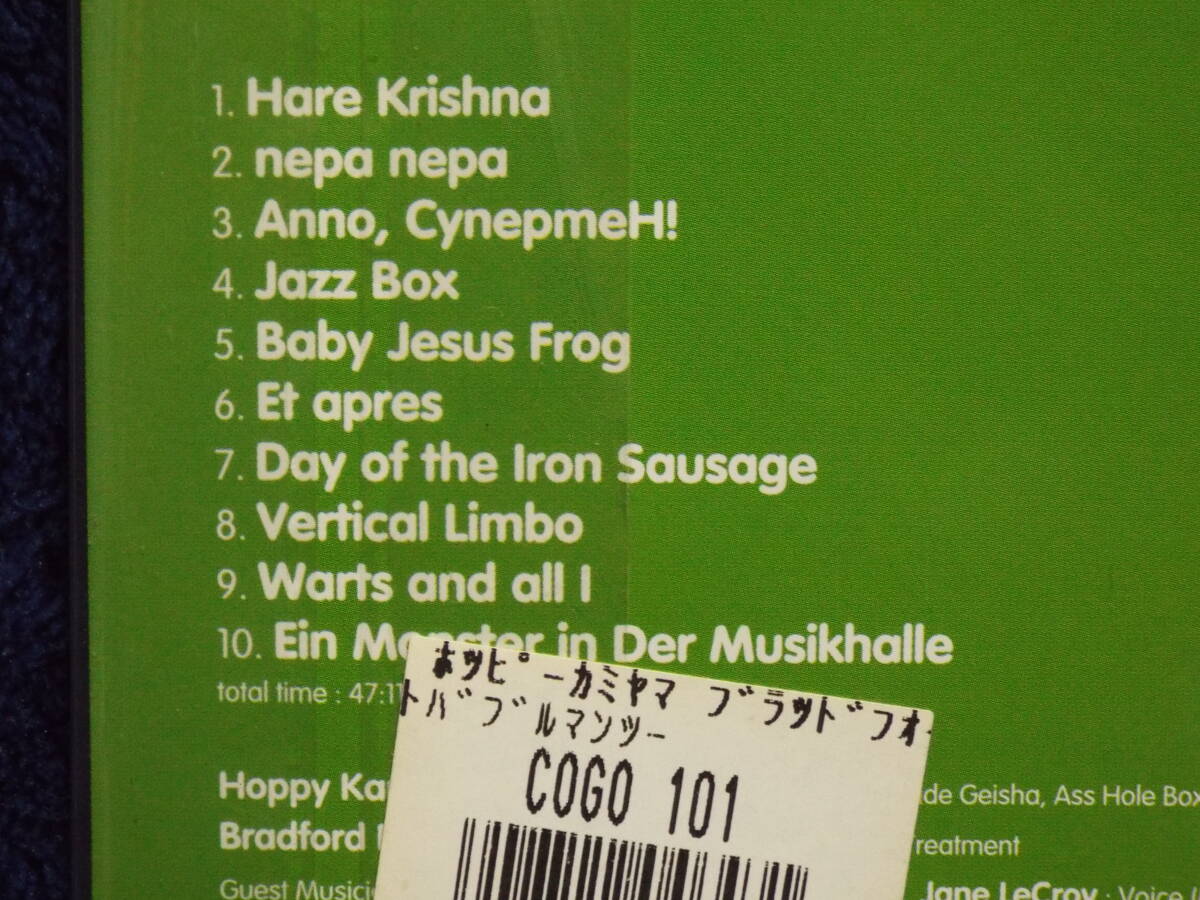 1. Hare Krishna
2. nepa nepa
3. Anno, CynepmeH!
4. Jazz Box
5. Baby Jesus Frog
6. Et apres
7. Day of the Iron Sausage
8. Vertical Limbo
9. Warts and all I
10. Ein Monster in Der Musikhalle
total time : 47:1
ホッピーカミヤマ ブラッドフォ
トバブルマンツー
COGO 101
Hoppy Ka
de Geisha, Ass Hole Box
Bradford
reatment
Guest Musici
Jane LeCroy : Voice